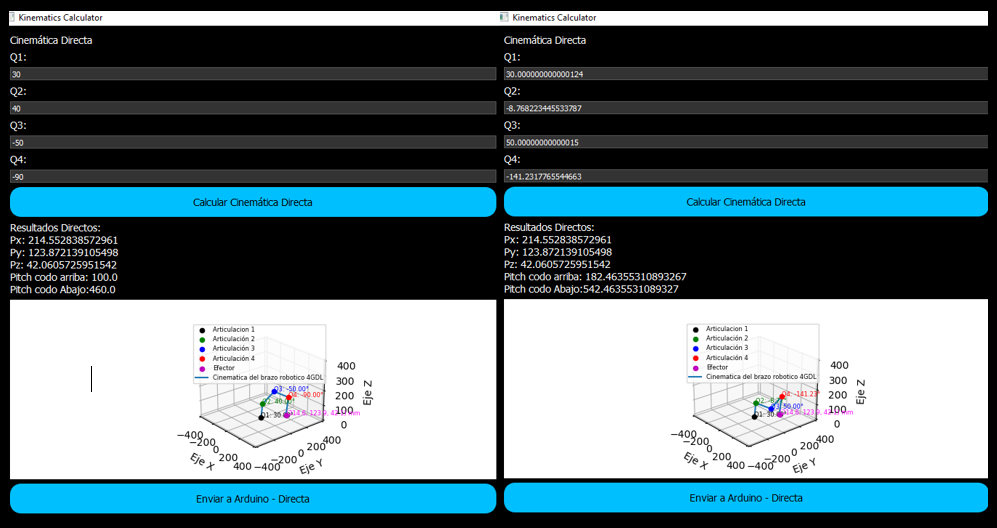 Kinematics Calculator
Cinemática Directa
Q1:
30
Q2:
40
Q3:
-50
Q4:
-90
Calcular Cinemática Directa
Resultados Directos:
Px: 214.552838572961
Py: 123.872139105498
Pz: 42.0605725951542
Pitch codo arriba: 100.0
Pitch codo Abajo:460.0
Articulacion 1
Articulación 2
Articulación 3
Articulación 4
Efector
Cinematica del brazo robotico 4GDL
Q3: -50.00°
Q4: -90.00°
Q1: 30
400
300
200
100
0
Eje Z
−400
−200
0
200
400
Eje X
−400
−200
0
200
400
Eje Y
Enviar a Arduino - Directa
Kinematics Calculator
Cinemática Directa
Q1:
30.000000000000124
Q2:
-8.768223445533787
Q3:
50.00000000000015
Q4:
-141.2317765544663
Calcular Cinemática Directa
Resultados Directos:
Px: 214.552838572961
Py: 123.872139105498
Pz: 42.0605725951542
Pitch codo arriba: 182.46355310893267
Pitch codo Abajo:542.4635531089327
Articulacion 1
Articulación 2
Articulación 3
Articulación 4
Efector
Cinematica del brazo robotico 4GDL
Q4: -141.23°
Q3: 50.00°
Q1: 30
400
300
200
100
0
Eje Z
−400
−200
0
200
400
Eje X
−400
−200
0
200
400
Eje Y
Enviar a Arduino - Directa